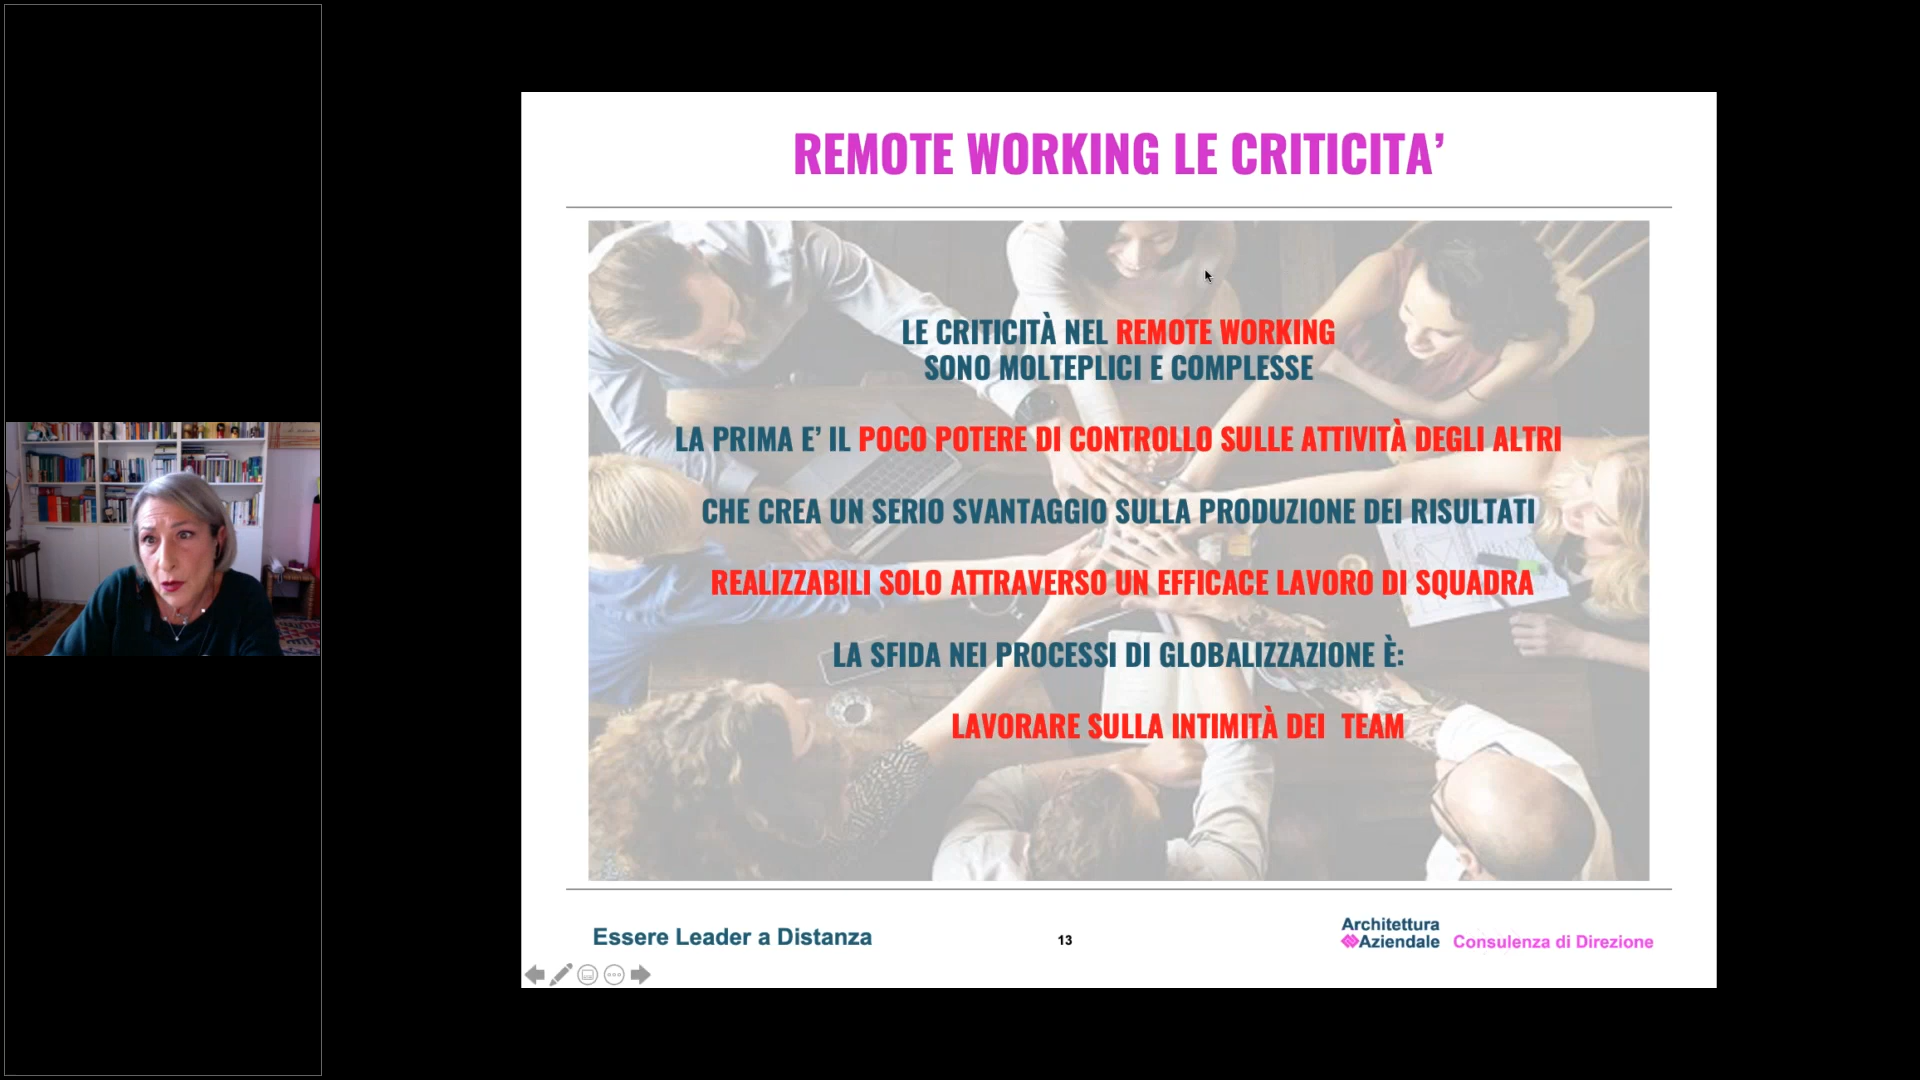 REMOTE WORKING LE CRITICITA’
LE CRITICITÀ NEL REMOTE WORKING
SONO MOLTEPLICI E COMPLESSE
LA PRIMA E’ IL POCO POTERE DI CONTROLLO SULLE ATTIVITÀ DEGLI ALTRI
CHE CREA UN SERIO SVANTAGGIO SULLA PRODUZIONE DEI RISULTATI
REALIZZABILI SOLO ATTRAVERSO UN EFFICACE LAVORO DI SQUADRA
LA SFIDA NEI PROCESSI DI GLOBALIZZAZIONE È:
LAVORARE SULLA INTIMITÀ DEI TEAM
Essere Leader a Distanza
13
Architettura
Aziendale Consulenza di Direzione